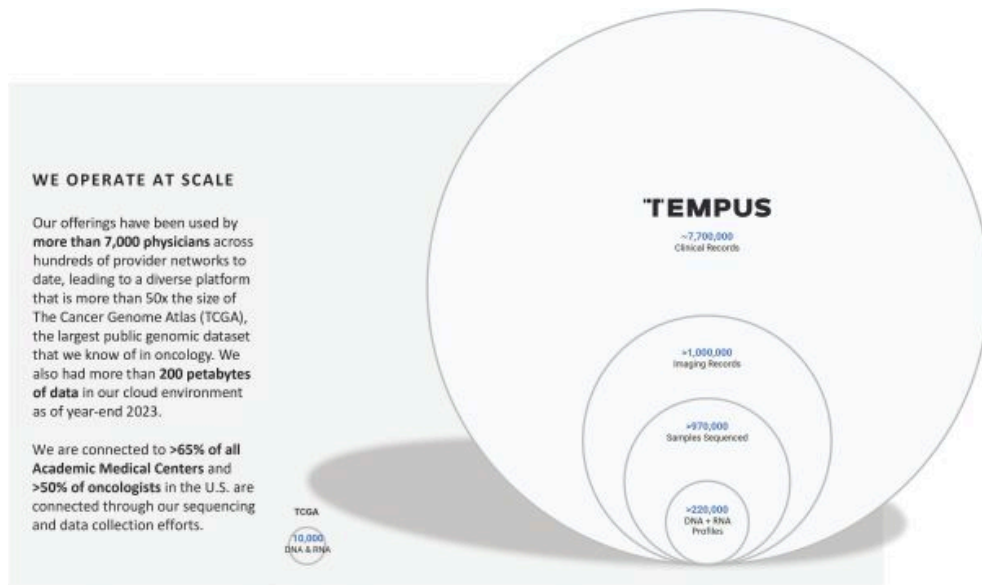 WE OPERATE AT SCALE
Our offerings have been used by
more than 7,000 physicians across
hundreds of provider networks to
date, leading to a diverse platform
that is more than 50x the size of
The Cancer Genome Atlas (TCGA),
the largest public genomic dataset
that we know of in oncology. We
also had more than 200 petabytes
of data in our cloud environment
as of year-end 2023.
We are connected to >65% of all
Academic Medical Centers and
>50% of oncologists in the U.S. are
connected through our sequencing
and data collection efforts.
TCGA
10,000
DNA & RNA
TEMPUS
~7,700,000
Clinical Records
>1,000,000
Imaging Records
>970,000
Samples Sequenced
>220,000
DNA + RNA
Profiles